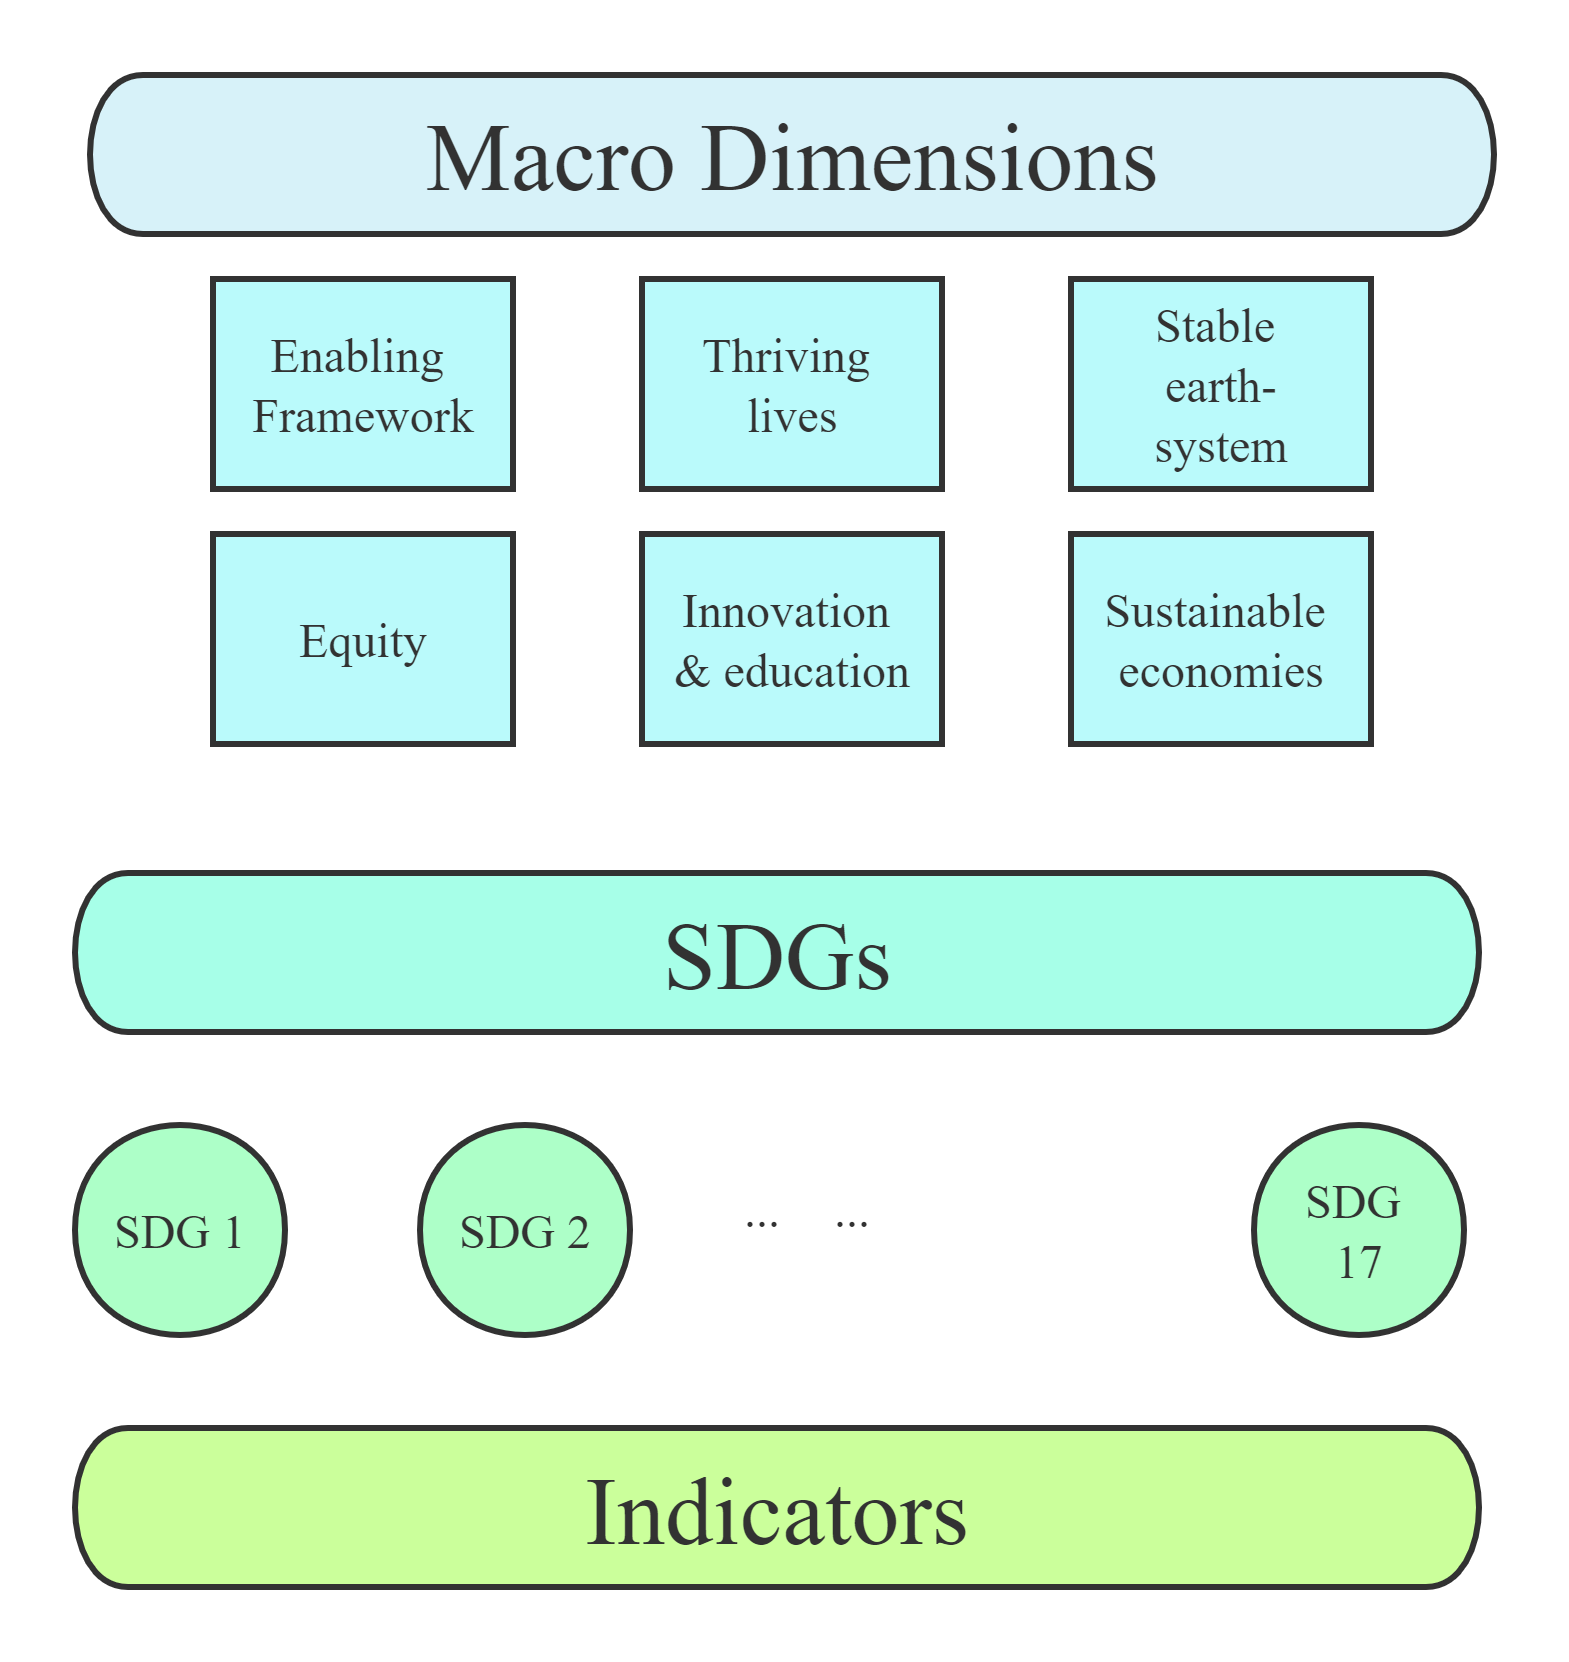 Macro Dimensions
Enabling
Framework
Thriving
lives
Stable
earth-
system
Equity
Innovation
& education
Sustainable
economies
SDGs
SDG 1
SDG 2
... ...
SDG
17
Indicators